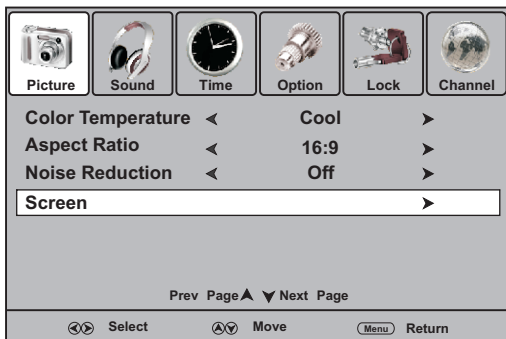 Picture Sound Time Option Lock Channel
Color Temperature Cool
Aspect Ratio 16:9
Noise Reduction Off
Screen
Prev Page Next Page
Select Move Menu Return